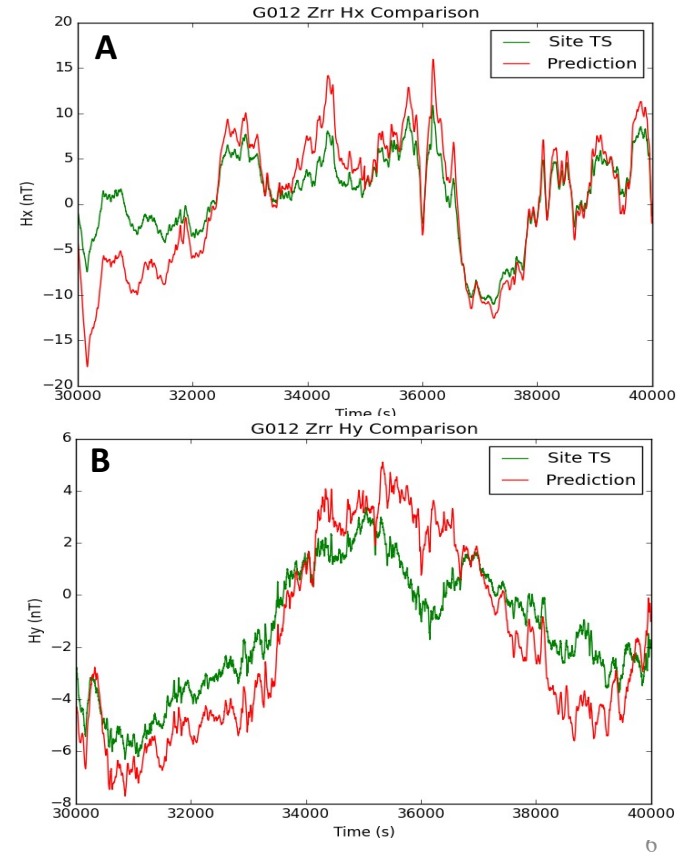 G012 Zrr Hx Comparison
A
Site TS
Prediction
20
15
10
5
0
−5
−10
−15
−20
Hx (nT)
30000 32000 34000 36000 38000 40000
Time (s)
G012 Zrr Hy Comparison
B
Site TS
Prediction
6
4
2
0
−2
−4
−6
−8
Hy (nT)
30000 32000 34000 36000 38000 40000
Time (s)
6